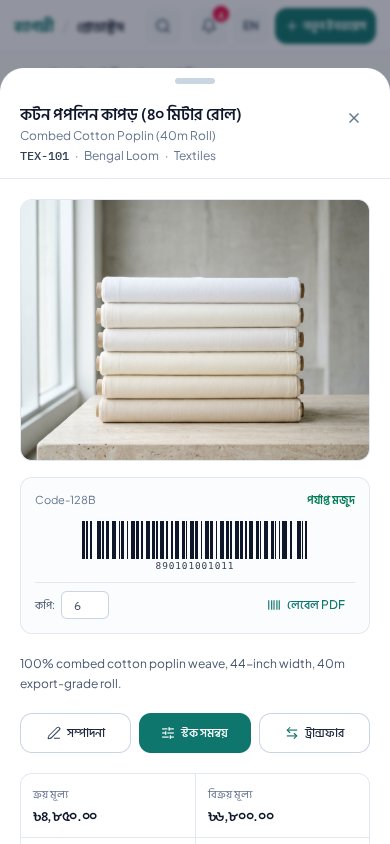 EN
কটন পপলিন কাপড় (৪০ মিটার রোল)
Combed Cotton Poplin (40m Roll)
TEX-101 · Bengal Loom · Textiles
Code-128B
পর্যাপ্ত মজুদ
890101001011
কপি: 6
লেবেল PDF
100% combed cotton poplin weave, 44–inch width, 40m
export-grade roll.
সম্পাদনা
স্টক সমন্বয়
ট্রান্সফার
ক্রয় মূল্য
বিক্রয় মূল্য
৳৪,৮৫০.০০
৳৬,৮০০.০০